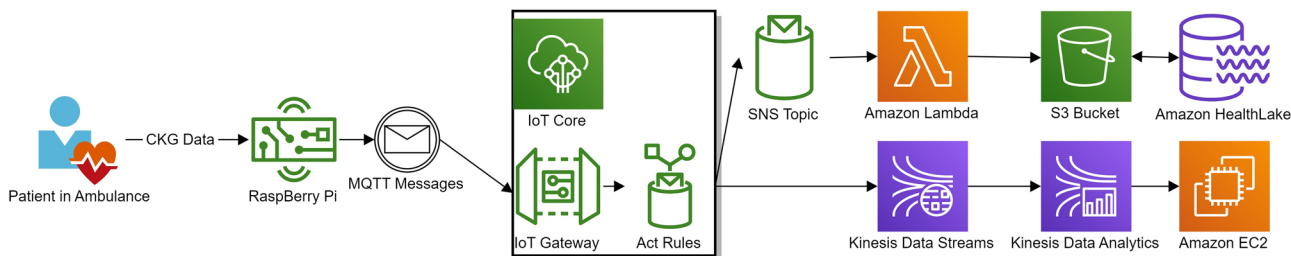 CKG Data
Patient in Ambulance
RaspBerry Pi
MQTT Messages
IoT Core
IoT Gateway
Act Rules
SNS Topic
Amazon Lambda
S3 Bucket
Amazon HealthLake
Kinesis Data Streams
Kinesis Data Analytics
Amazon EC2